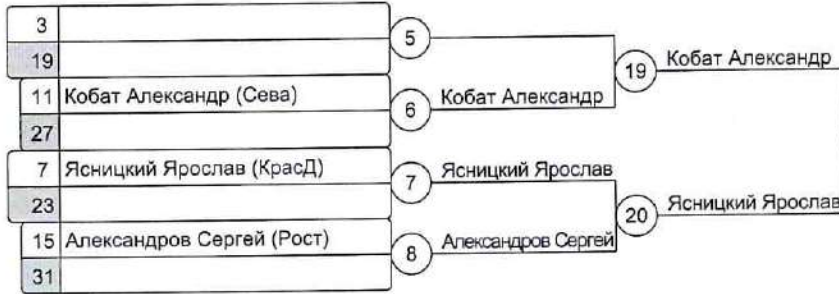 3
5
19
19 Кобат Александр
11 Кобат Александр (Сева)
6 Кобат Александр
27
7 Ясницкий Ярослав (КрасД)
7 Ясницкий Ярослав
23
20 Ясницкий Ярослав
15 Александров Сергей (Рост)
8 Александров Сергей
31